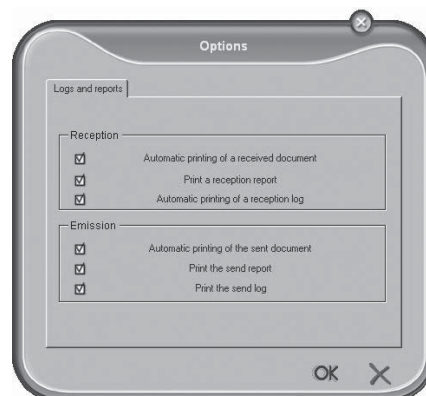 Options
Logs and reports
Reception
Automatic printing of a received document
Print a reception report
Automatic printing of a reception log
Emission
Automatic printing of the sent document
Print the send report
Print the send log
OK